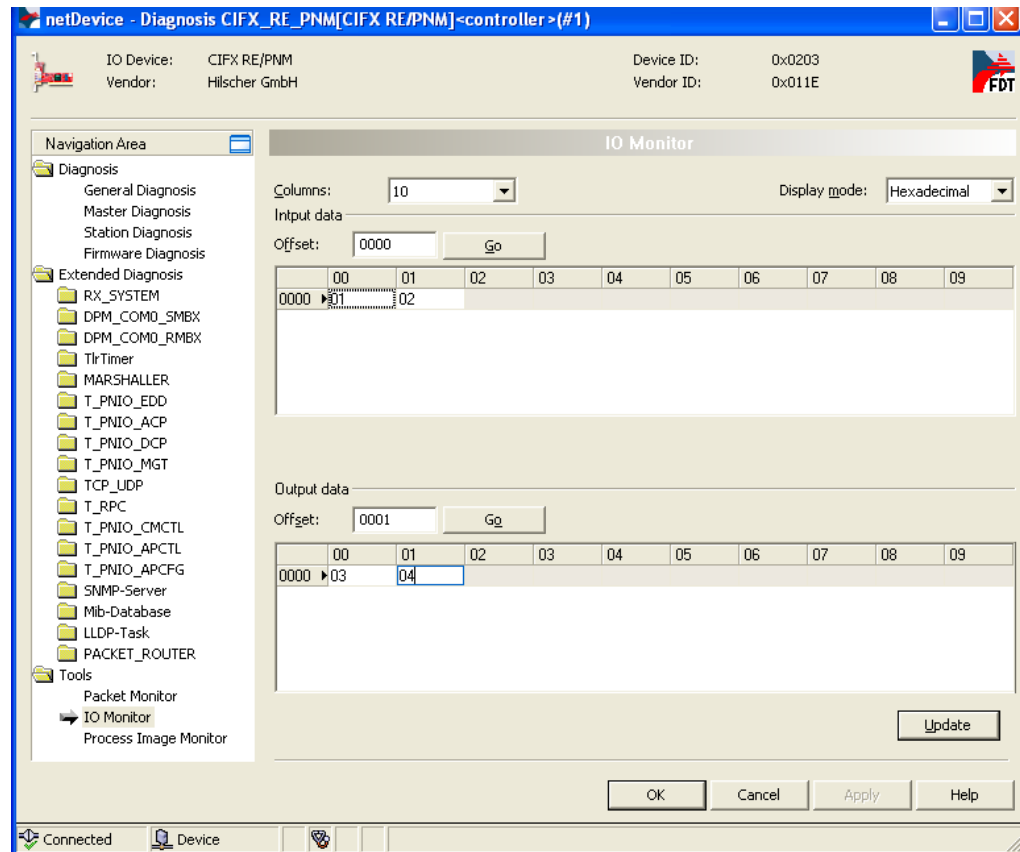 netDevice - Diagnosis CIFX_RE_PNM[CIFX RE/PNM]<controller>(#1)
IO Device: CIFX RE/PNM Device ID: 0x0203
Vendor: Hilscher GmbH Vendor ID: 0x011E
FDT
Navigation Area
Diagnosis
General Diagnosis
Master Diagnosis
Station Diagnosis
Firmware Diagnosis
Extended Diagnosis
RX_SYSTEM
DPM_COM0_SMBX
DPM_COM0_RMBX
TlrTimer
MARSHALLER
T_PNIO_EDD
T_PNIO_ACP
T_PNIO_DCP
T_PNIO_MGT
TCP_UDP
T_RPC
T_PNIO_CMCTL
T_PNIO_APCTL
T_PNIO_APCFG
SNMP-Server
Mib-Database
LLDP-Task
PACKET_ROUTER
Tools
Packet Monitor
IO Monitor
Process Image Monitor
IO Monitor
Columns: 10 Display mode: Hexadecimal
Intput data
Offset: 0000 Go
00 01 02 03 04 05 06 07 08 09
0000 01 02
Output data
Offset: 0001 Go
00 01 02 03 04 05 06 07 08 09
0000 03 04
Update
OK Cancel Apply Help
Connected Device